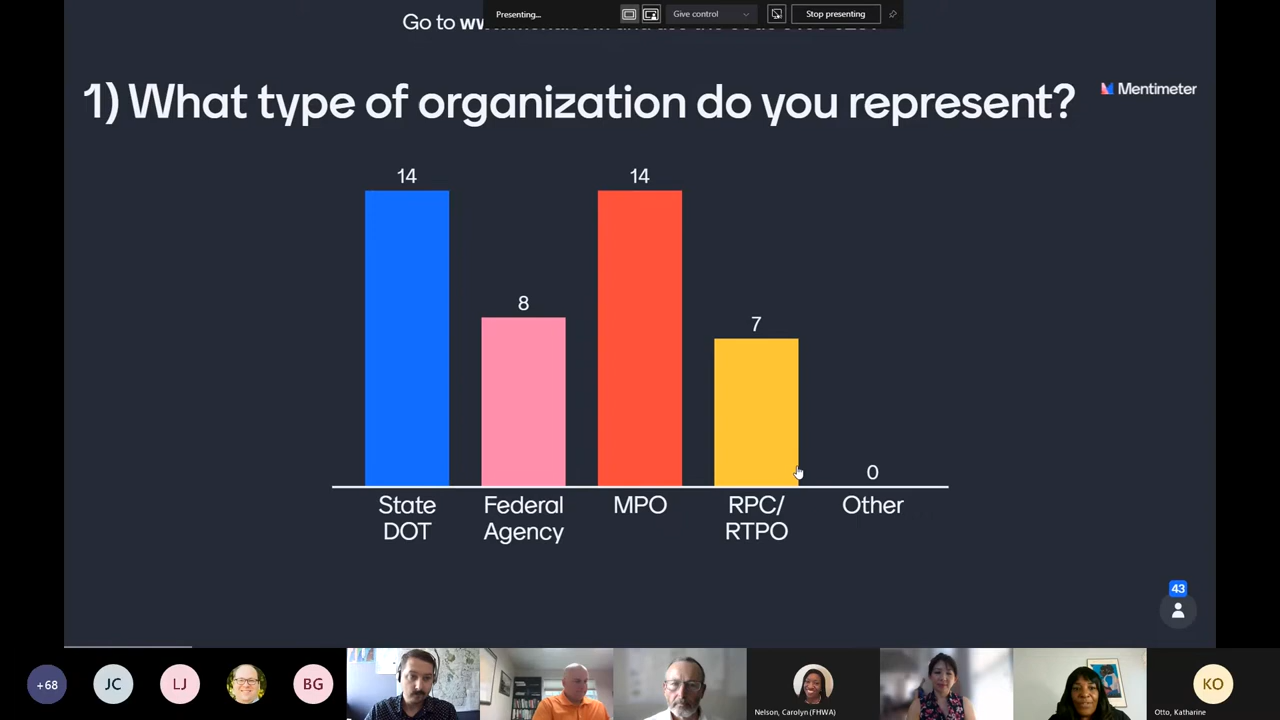 Presenting...
Give control
Stop presenting
Go to
1) What type of organization do you represent?
Mentimeter
14
8
14
7
0
State DOT
Federal Agency
MPO
RPC/ RTPO
Other
43
+68
JC
LJ
BG
Nelson, Carolyn (FHWA)
KO
Otto, Katharine